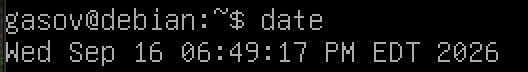 gasov@debian:~$ date
Wed Sep 16 06:49:17 PM EDT 2026